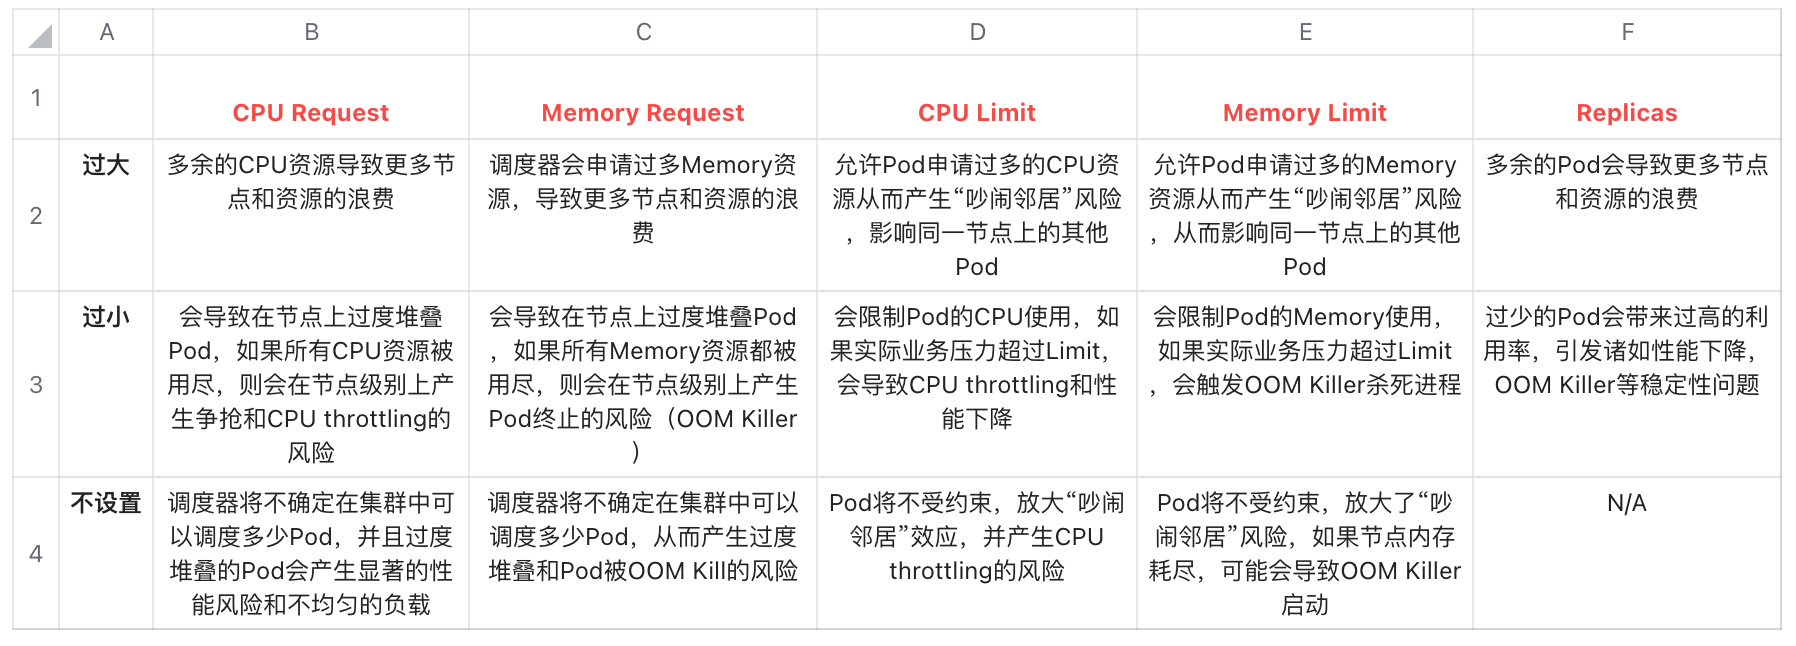 A B C D E F
1 CPU Request Memory Request CPU Limit Memory Limit Replicas
2
过大
多余的CPU资源导致更多节
点和资源的浪费
调度器会申请过多Memory资
源，导致更多节点和资源的浪
费
允许Pod申请过多的CPU资
源从而产生“吵闹邻居”风险
，影响同一节点上的其他
Pod
允许Pod申请过多的Memory
资源从而产生“吵闹邻居”风险
，从而影响同一节点上的其他
Pod
多余的Pod会导致更多节点
和资源的浪费
3
过小
会导致在节点上过度堆叠
Pod，如果所有CPU资源被
用尽，则会在节点级别上产
生争抢和CPU throttling的
风险
会导致在节点上过度堆叠Pod
，如果所有Memory资源都被
用尽，则会在节点级别上产生
Pod终止的风险（OOM Killer
）
会限制Pod的CPU使用，如
果实际业务压力超过Limit，
会导致CPU throttling和性
能下降
会限制Pod的Memory使用，
如果实际业务压力超过Limit
，会触发OOM Killer杀死进程
过少的Pod会带来过高的利
用率，引发诸如性能下降，
OOM Killer等稳定性问题
4
不设置
调度器将不确定在集群中可
以调度多少Pod，并且过度
堆叠的Pod会产生显著的性
能风险和不均匀的负载
调度器将不确定在集群中可以
调度多少Pod，从而产生过度
堆叠和Pod被OOM Kill的风险
Pod将不受约束，放大“吵闹
邻居”效应，并产生CPU
throttling的风险
Pod将不受约束，放大了“吵
闹邻居”风险，如果节点内存
耗尽，可能会导致OOM Killer
启动
N/A